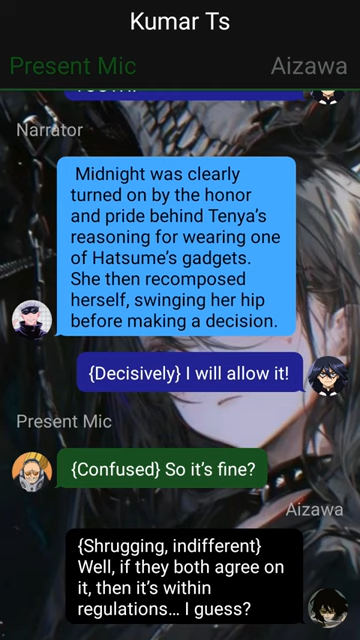 Kumar Ts
Present Mic
Aizawa
Narrator
Midnight was clearly
turned on by the honor
and pride behind Tenya’s
reasoning for wearing one
of Hatsume’s gadgets.
She then recomposed
herself, swinging her hip
before making a decision.
{Decisively} I will allow it!
Present Mic
{Confused} So it’s fine?
Aizawa
{Shrugging, indifferent}
Well, if they both agree on
it, then it’s within
regulations… I guess?